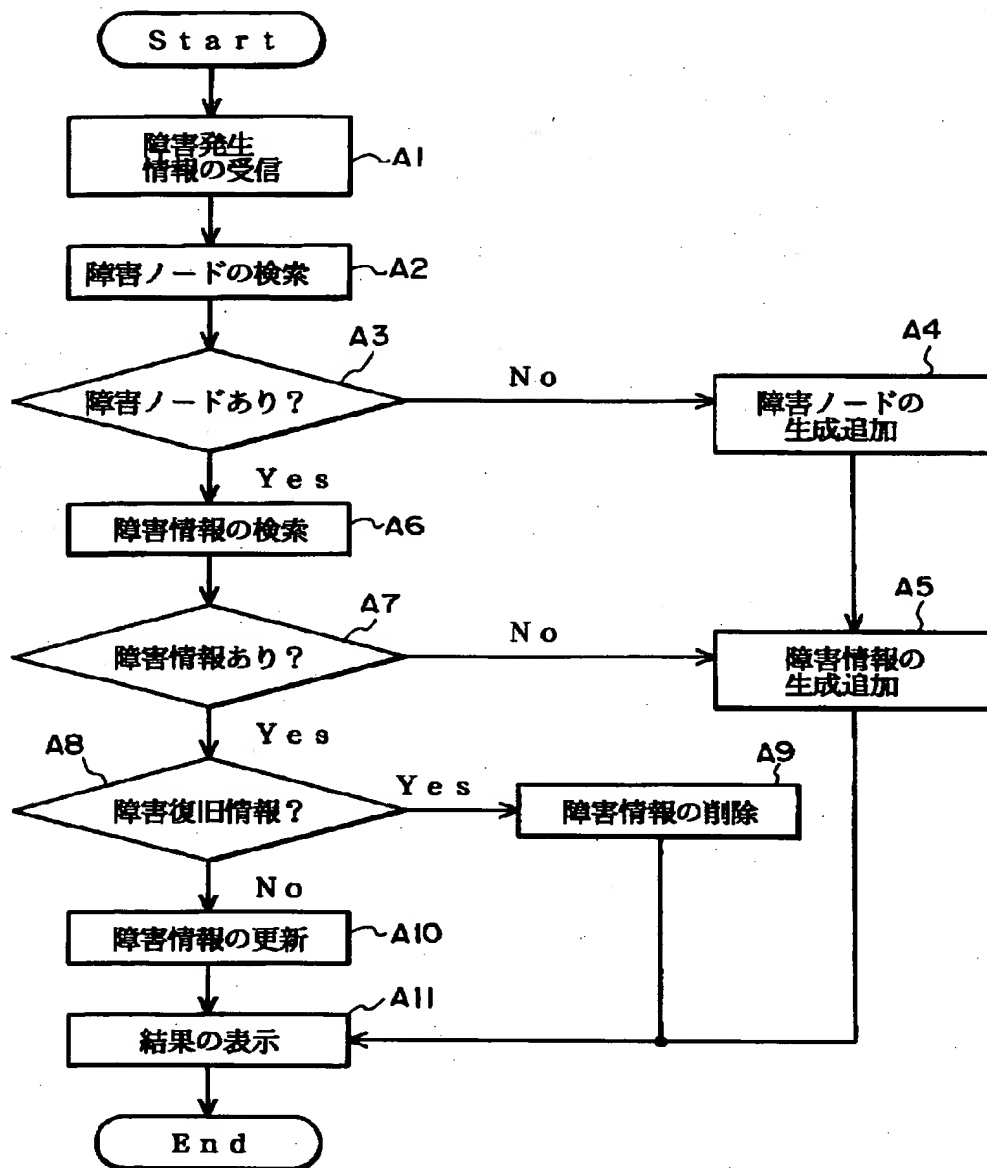 Start
障害発生
情報の受信
A1
障害ノードの検索
A2
A3
障害ノードあり?
No
A4
障害ノードの
生成追加
Yes
障害情報の検索
A6
A7
障害情報あり?
No
A5
障害情報の
生成追加
Yes
A8
障害復旧情報?
Yes
A9
障害情報の削除
No
障害情報の更新
A10
A11
結果の表示
End